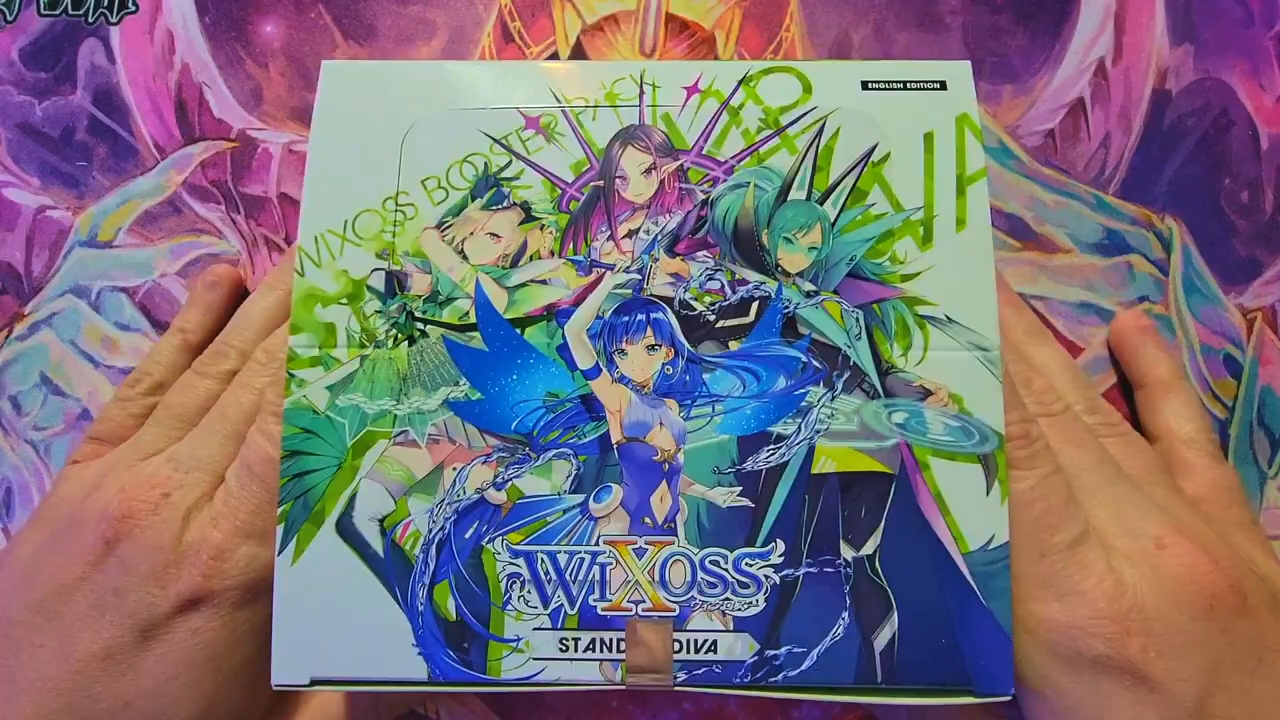 ENGLISH EDITION
WIXOSS BOOSTER PACK
WIXOSS
ウィクロス
STAND DIVA